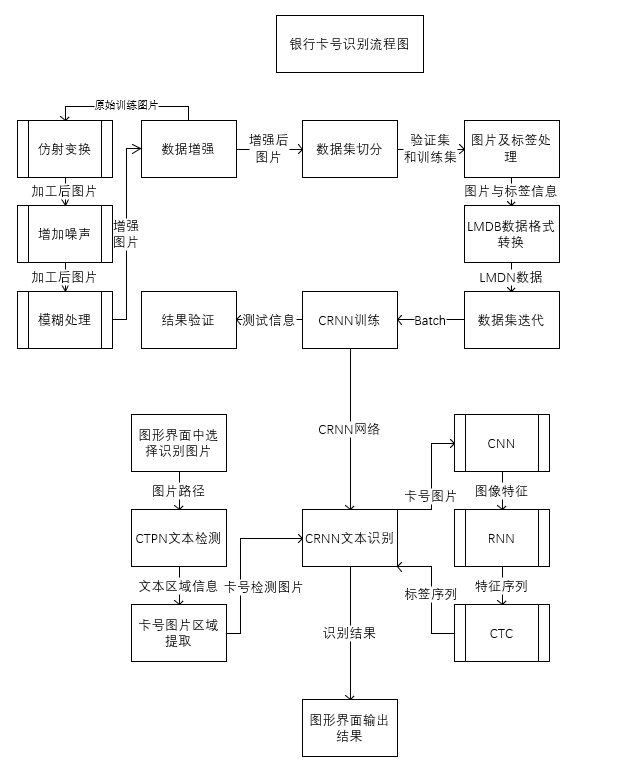 银行卡号识别流程图
原始训练图片
仿射变换
数据增强
增强后
图片
数据集切分
验证集
和训练集
图片及标签处
理
加工后图片
图片与标签信息
增加噪声
增强
图片
LMDB数据格式
转换
加工后图片
LMDN数据
模糊处理
结果验证
测试信息
CRNN训练
Batch
数据集迭代
CRNN网络
图形界面中选
择识别图片
CNN
图片路径
卡号图片
图像特征
CTPN文本检测
CRNN文本识别
RNN
文本区域信息
卡号检测图片
标签序列
特征序列
卡号图片区域
提取
识别结果
CTC
图形界面输出
结果